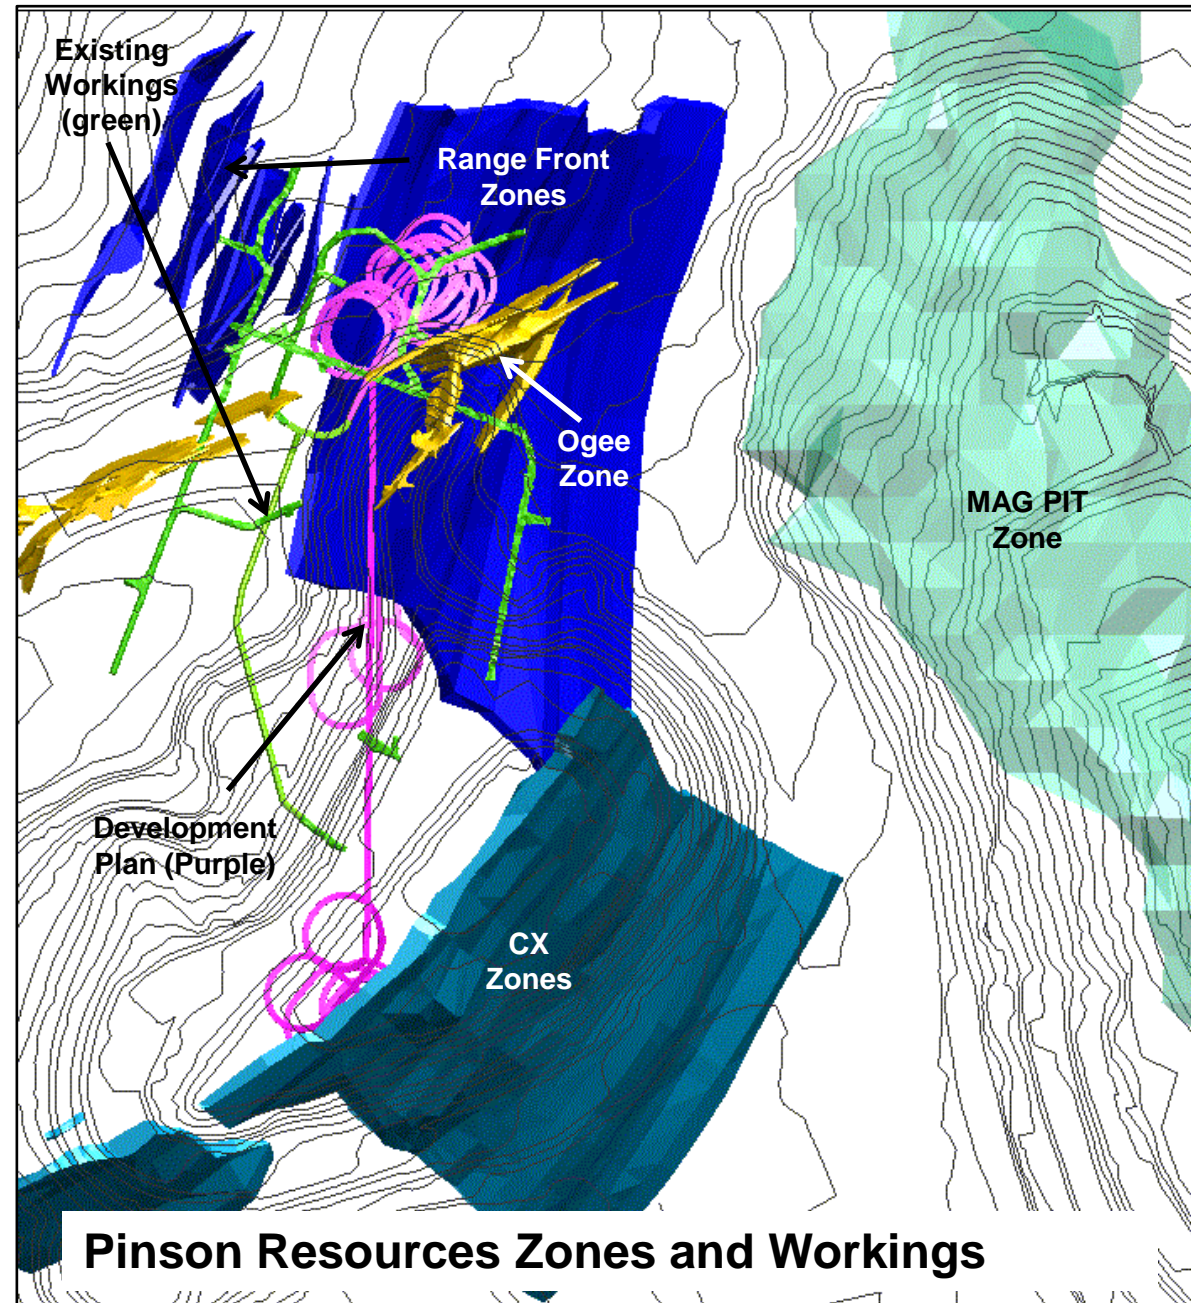 Existing
Workings
(green)
Range Front
Zones
Ogee
Zone
MAG PIT
Zone
Development
Plan (Purple)
CX
Zones
Pinson Resources Zones and Workings